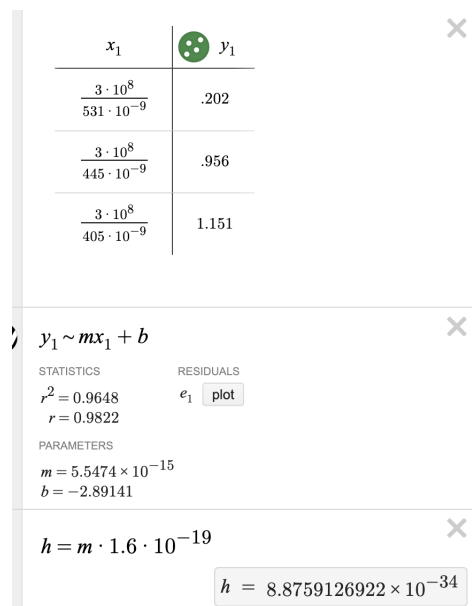 x₁ y₁
3 · 10⁸ / 531 · 10⁻⁹ .202
3 · 10⁸ / 445 · 10⁻⁹ .956
3 · 10⁸ / 405 · 10⁻⁹ 1.151
y₁ ~ mx₁ + b
STATISTICS RESIDUALS
r² = 0.9648 e₁ plot
r = 0.9822
PARAMETERS
m = 5.5474 × 10⁻¹⁵
b = −2.89141
h = m · 1.6 · 10⁻¹⁹
h = 8.8759126922 × 10⁻³⁴